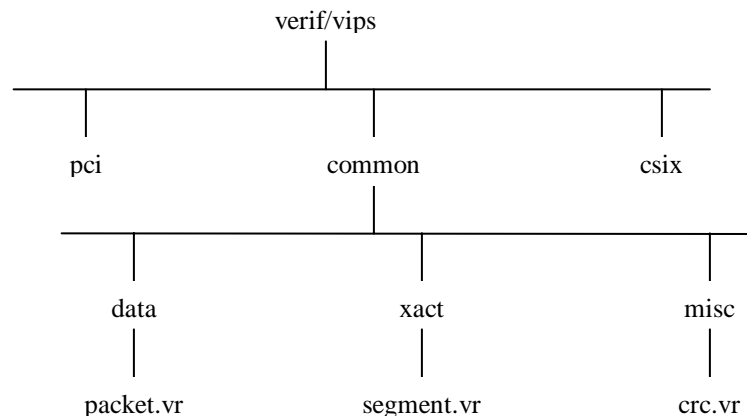 verif/vips
pci common csix
data xact misc
packet.vr segment.vr crc.vr